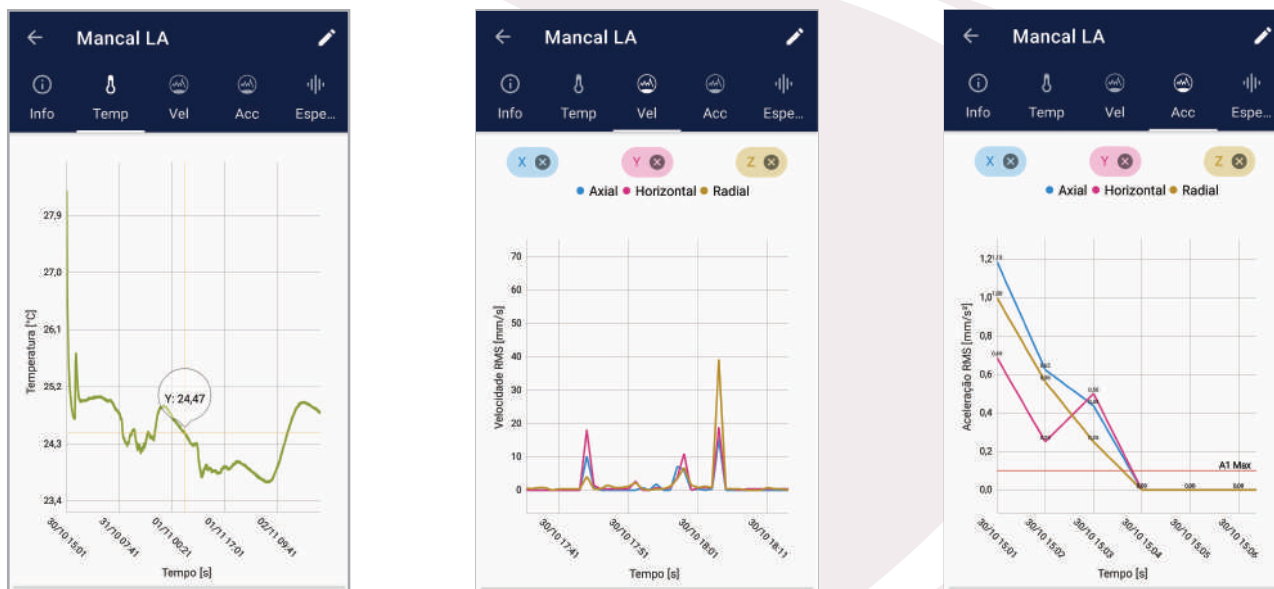 Mancal LA
Info Temp Vel Acc Espe...
27,9
27,0
26,1
25,2
24,3
23,4
Temperatura [°C]
Y: 24,47
30/10 15:01 31/10 07:41 01/11 00:21 01/11 17:01 02/11 09:41
Tempo [s]
Mancal LA
Info Temp Vel Acc Espe...
X Y Z
Axial Horizontal Radial
70
60
50
40
30
20
10
0
Velocidade RMS [mm/s]
30/10 17:41 30/10 17:51 30/10 18:01 30/10 18:11
Tempo [s]
Mancal LA
Info Temp Vel Acc Espe...
X Y Z
Axial Horizontal Radial
1,2
1,0
0,8
0,6
0,4
0,2
0,0
Aceleração RMS [mm/s²]
A1 Max
30/10 15:01 30/10 15:02 30/10 15:03 30/10 15:04 30/10 15:05 30/10 15:06
Tempo [s]